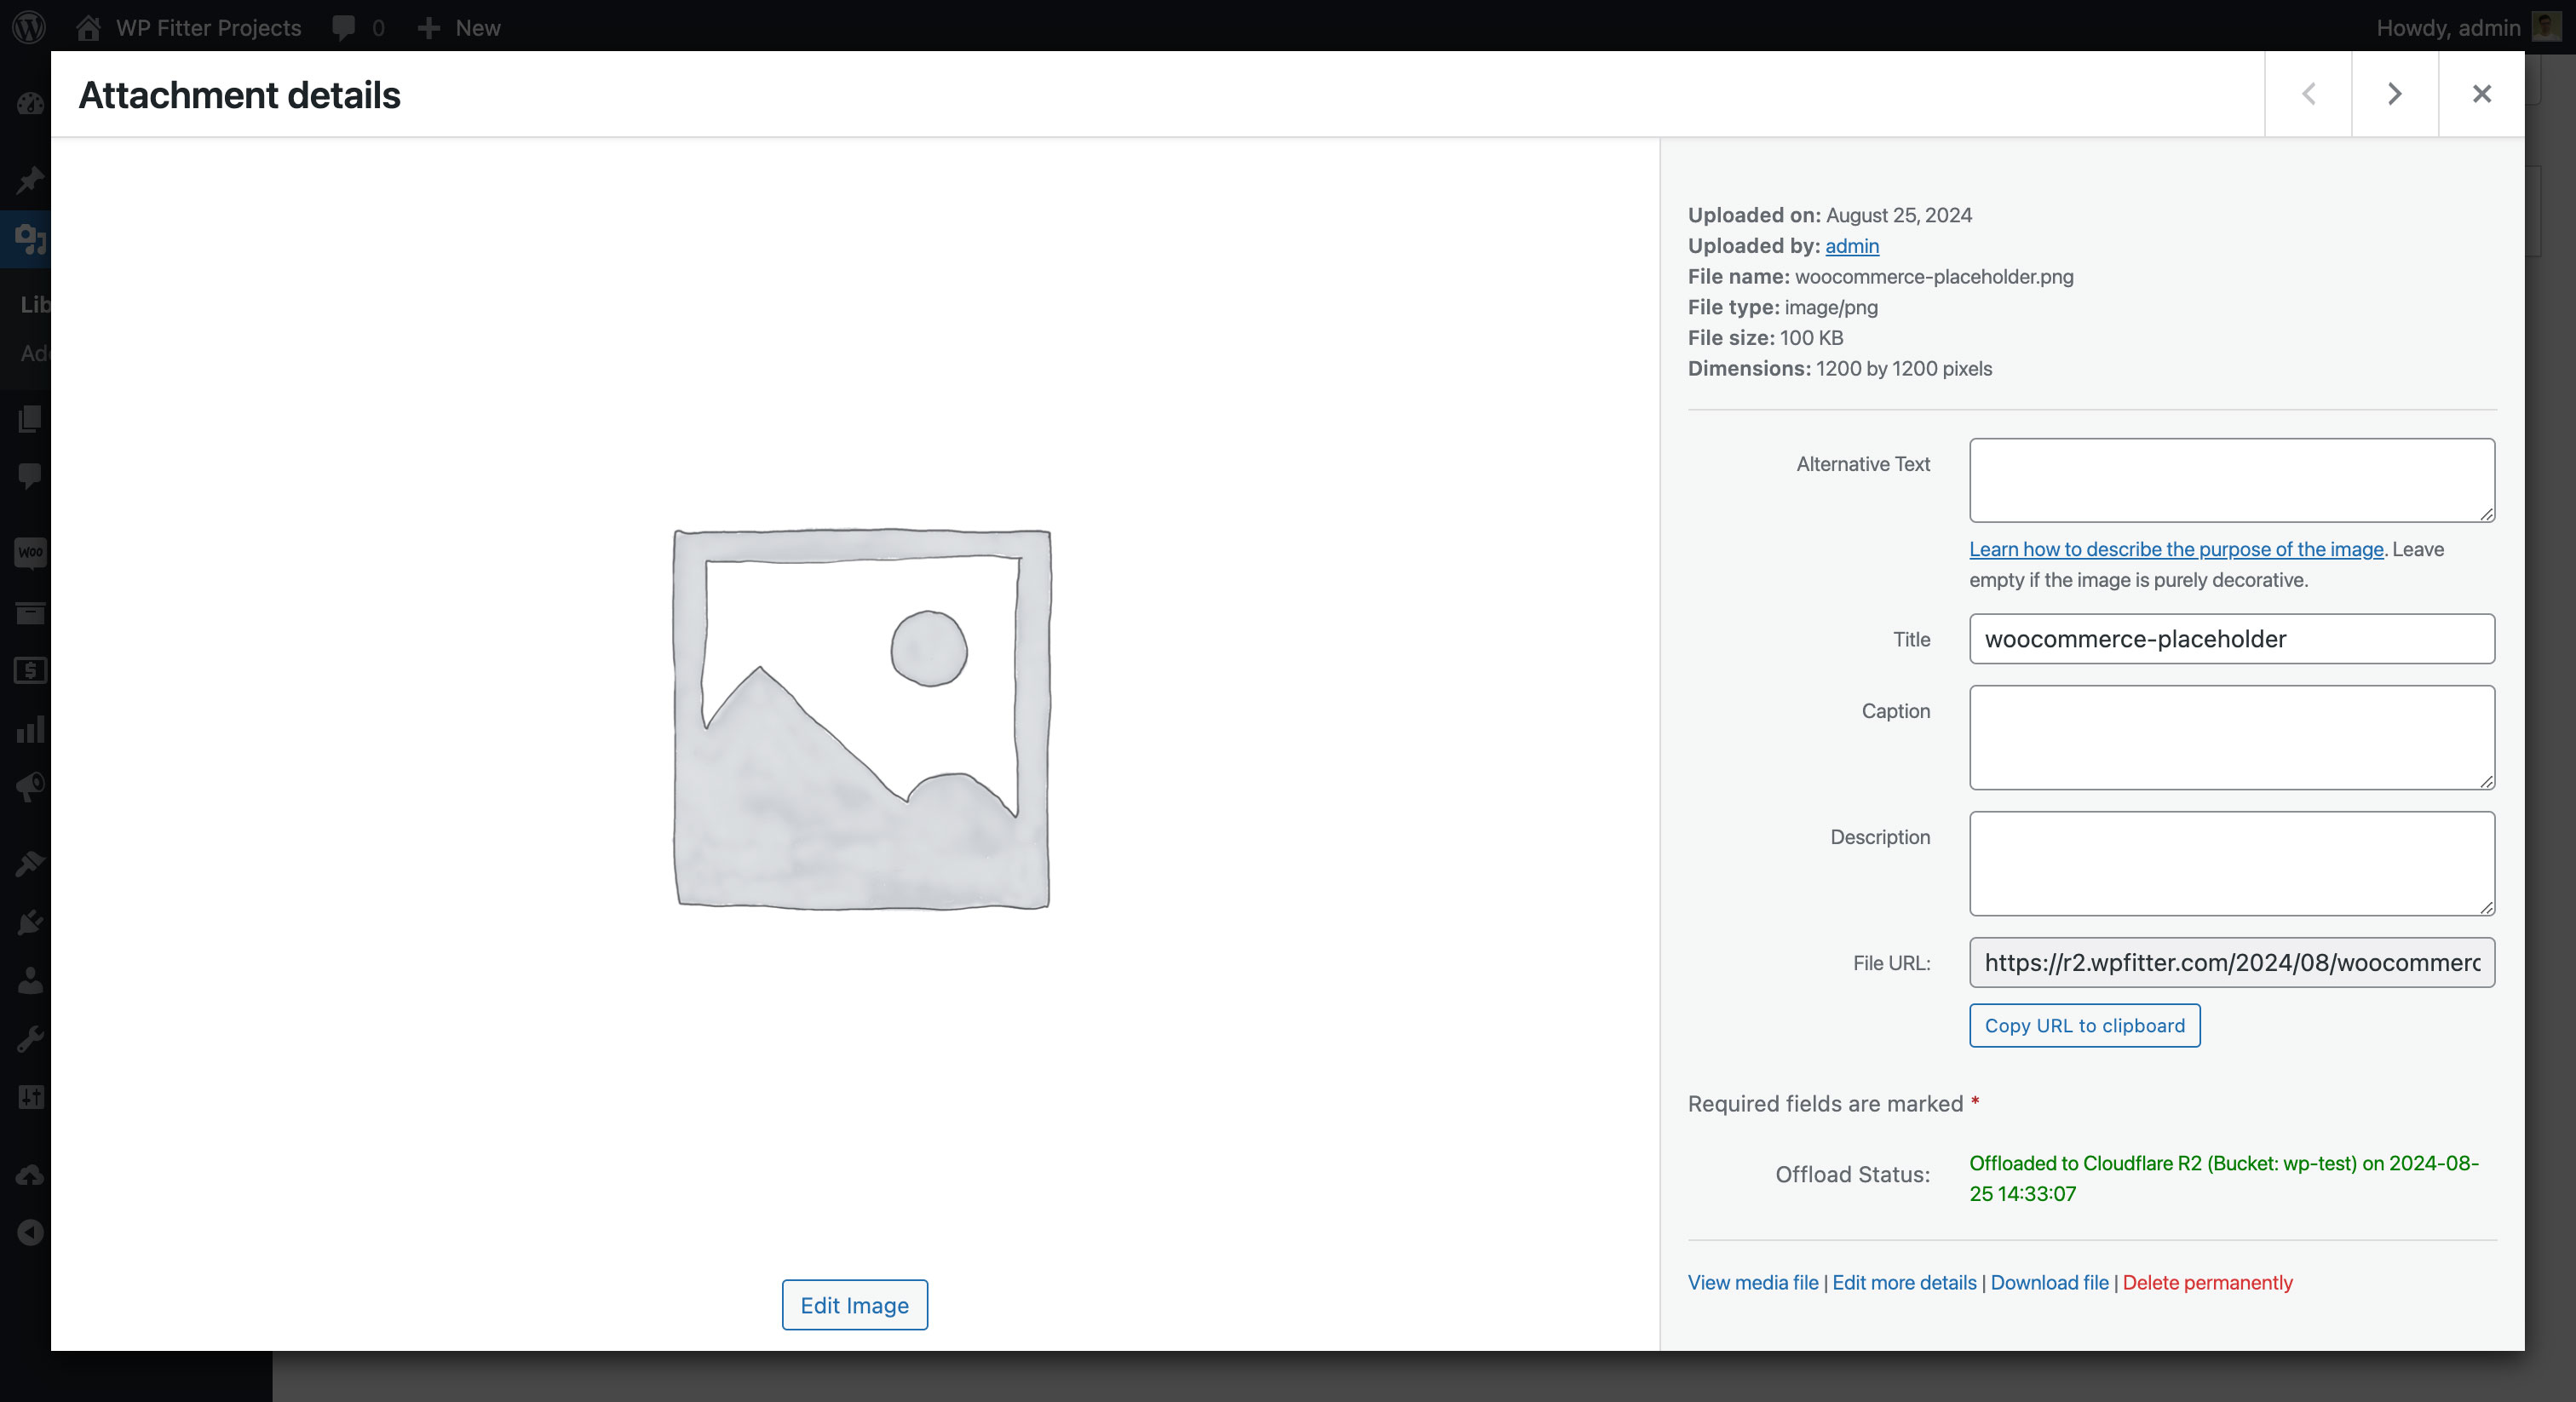 WP Fitter Projects 0 New Howdy, admin
Attachment details
Lib
Ad
Woo
Uploaded on: August 25, 2024
Uploaded by: admin
File name: woocommerce-placeholder.png
File type: image/png
File size: 100 KB
Dimensions: 1200 by 1200 pixels
Alternative Text
Learn how to describe the purpose of the image. Leave
empty if the image is purely decorative.
Title woocommerce-placeholder
Caption
Description
File URL: https://r2.wpfitter.com/2024/08/woocommerc
Copy URL to clipboard
Required fields are marked *
Offload Status: Offloaded to Cloudflare R2 (Bucket: wp-test) on 2024-08-
25 14:33:07
View media file | Edit more details | Download file | Delete permanently
Edit Image